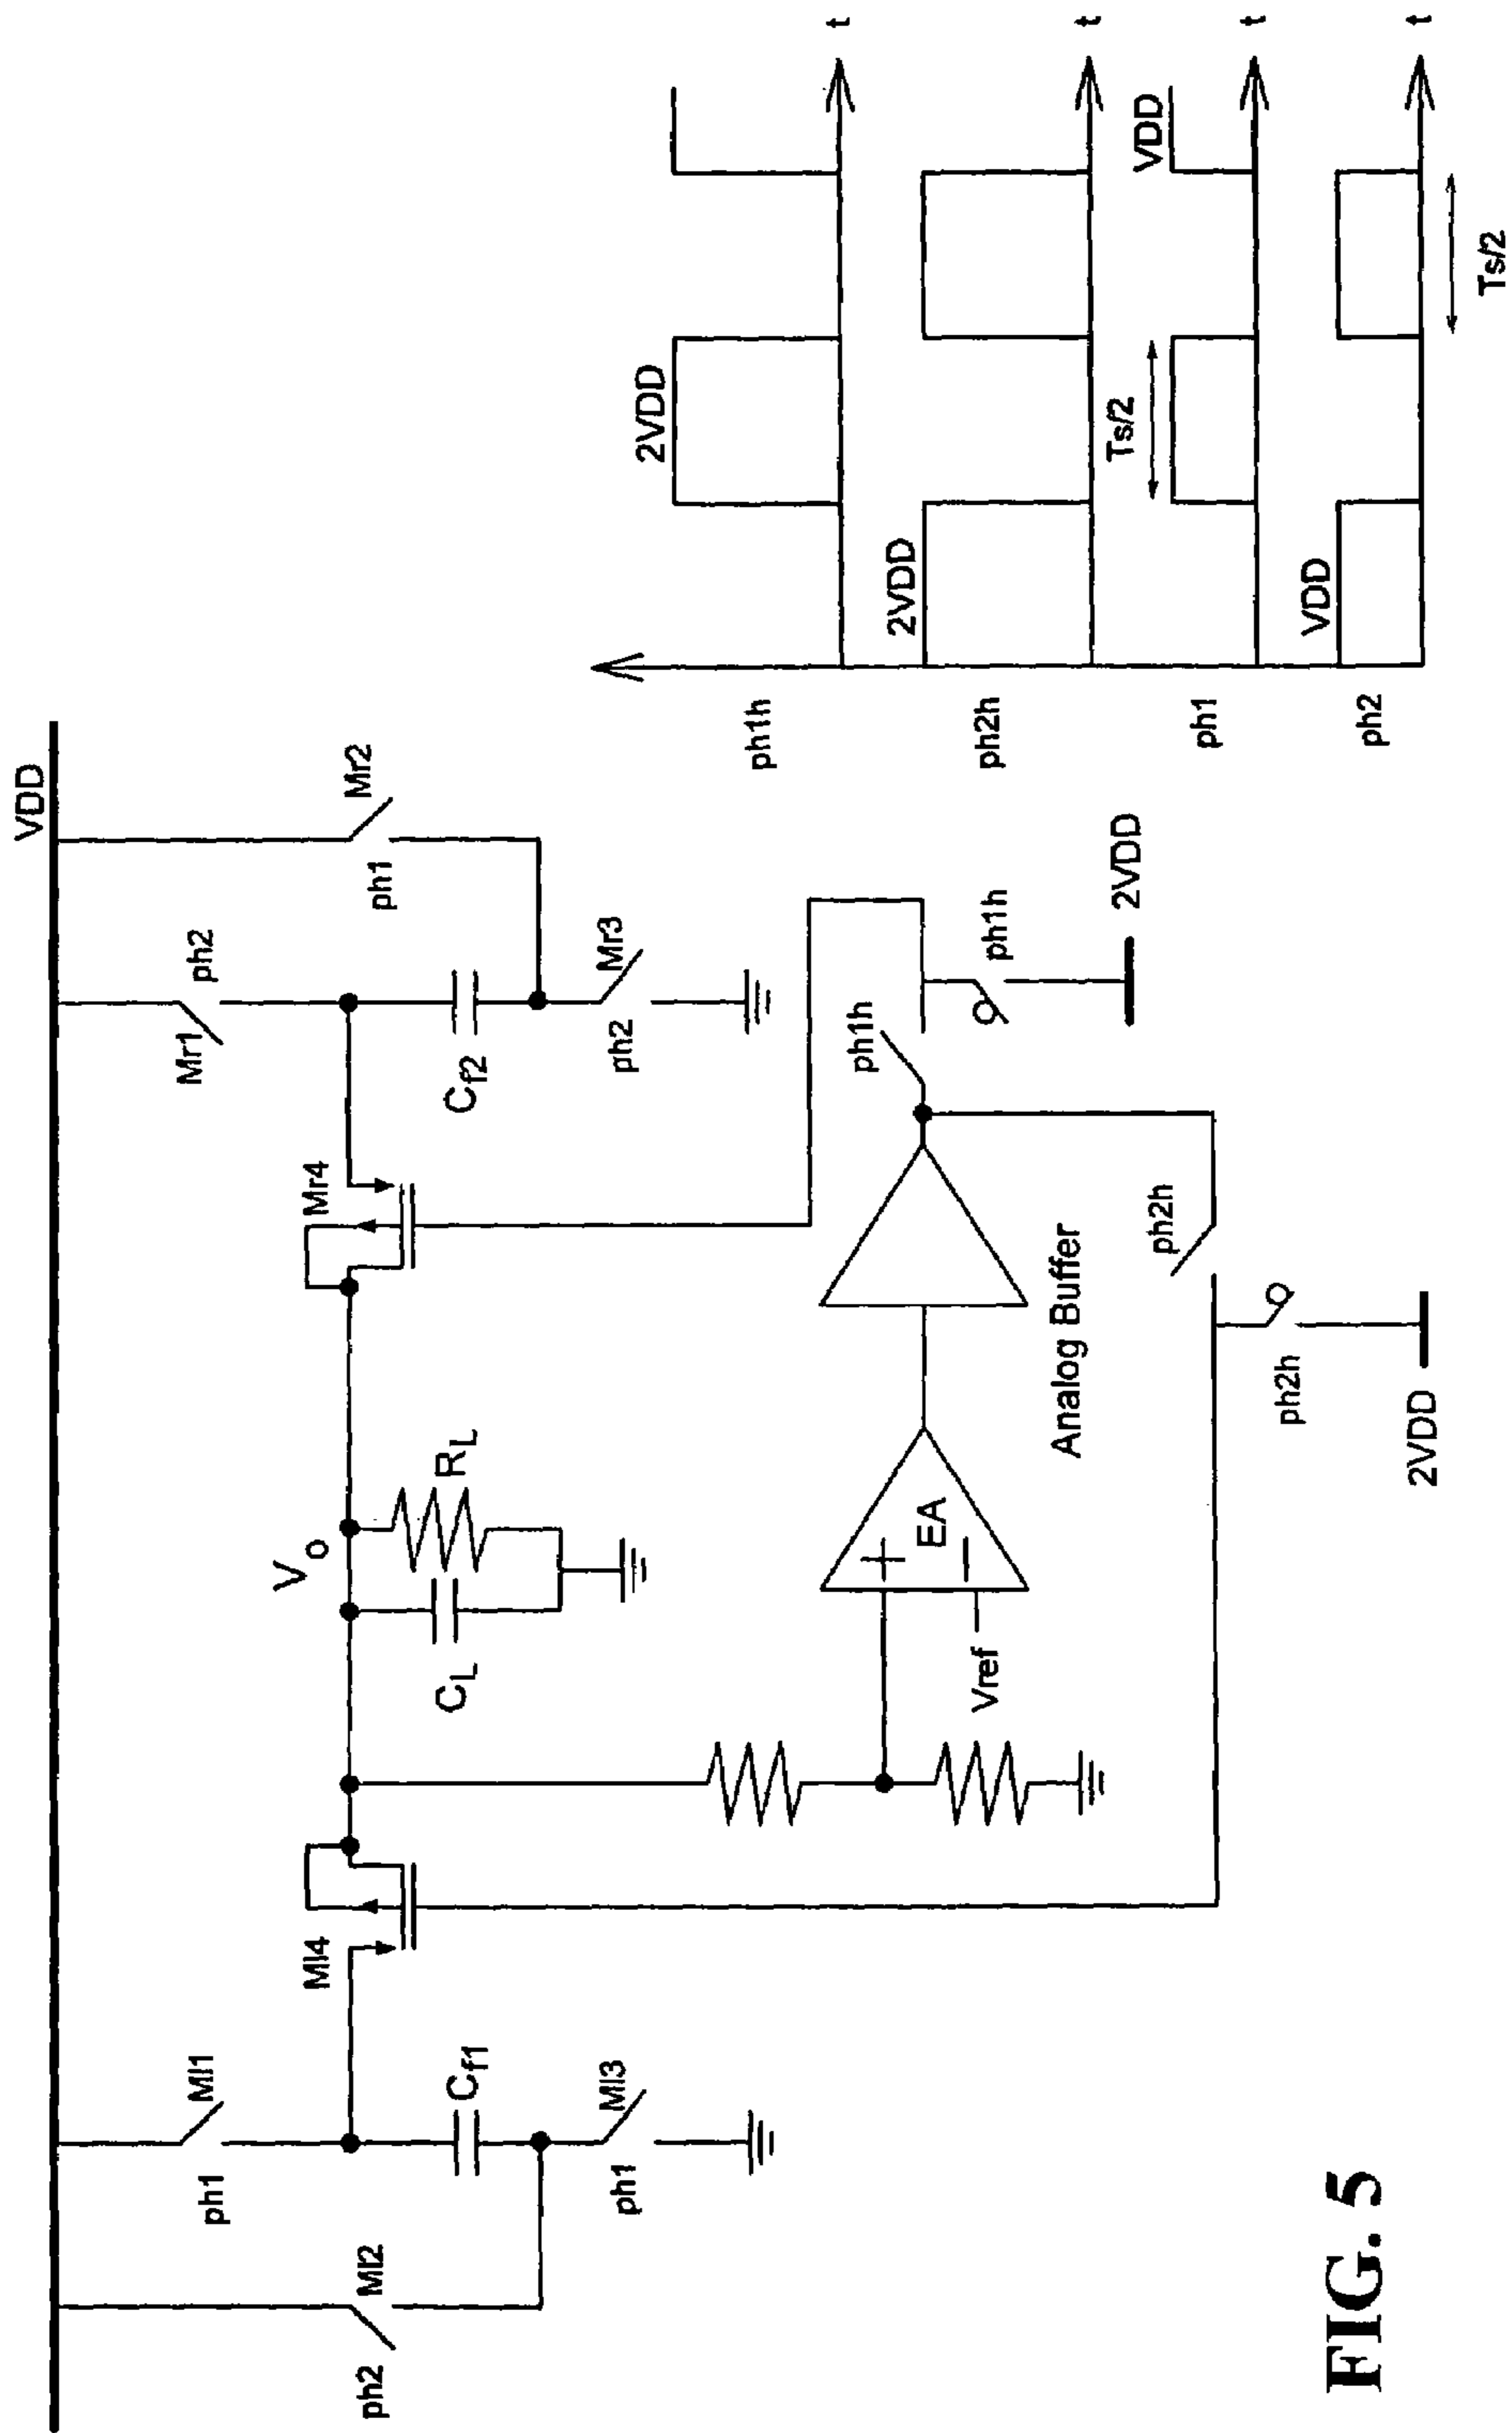 VDD
ph2
Ml2
ph1
Ml1
Cf1
Ml3
ph1
Ml4
Vo
CL
RL
Mr4
Mr1
ph2
Cf2
ph2
Mr3
ph1
Mr2
Vref
+
EA
−
Analog Buffer
ph1h
ph1h
2VDD
ph2h
ph2h
2VDD
ph1h
2VDD
t
ph2h
2VDD
t
ph1
Ts/2
VDD
t
ph2
VDD
t
Ts/2
FIG. 5